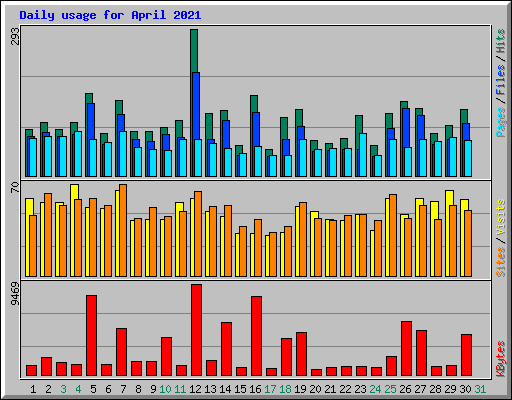 Daily usage for April 2021
293
Pages / Files / Hits
70
Sites / Visits
9469
KBytes
1 2 3 4 5 6 7 8 9 10 11 12 13 14 15 16 17 18 19 20 21 22 23 24 25 26 27 28 29 30 31